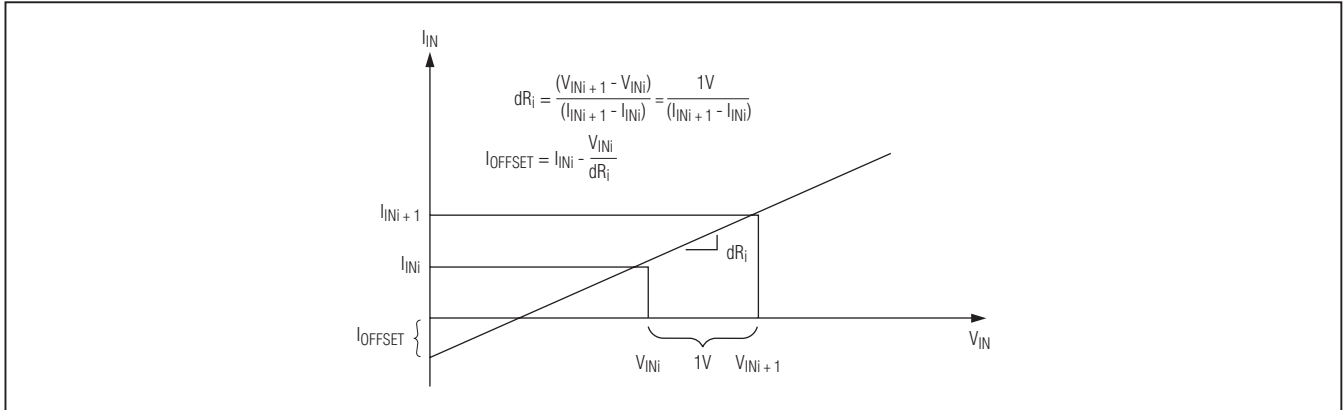 I_IN
dR_i = (V_INi + 1 - V_INi) / (I_INi + 1 - I_INi) = 1V / (I_INi + 1 - I_INi)
I_OFFSET = I_INi - V_INi / dR_i
I_INi + 1
I_INi
dR_i
I_OFFSET
V_IN
V_INi 1V V_INi + 1